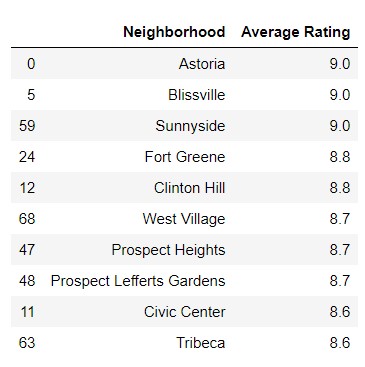 Neighborhood Average Rating
0 Astoria 9.0
5 Blissville 9.0
59 Sunnyside 9.0
24 Fort Greene 8.8
12 Clinton Hill 8.8
68 West Village 8.7
47 Prospect Heights 8.7
48 Prospect Lefferts Gardens 8.7
11 Civic Center 8.6
63 Tribeca 8.6